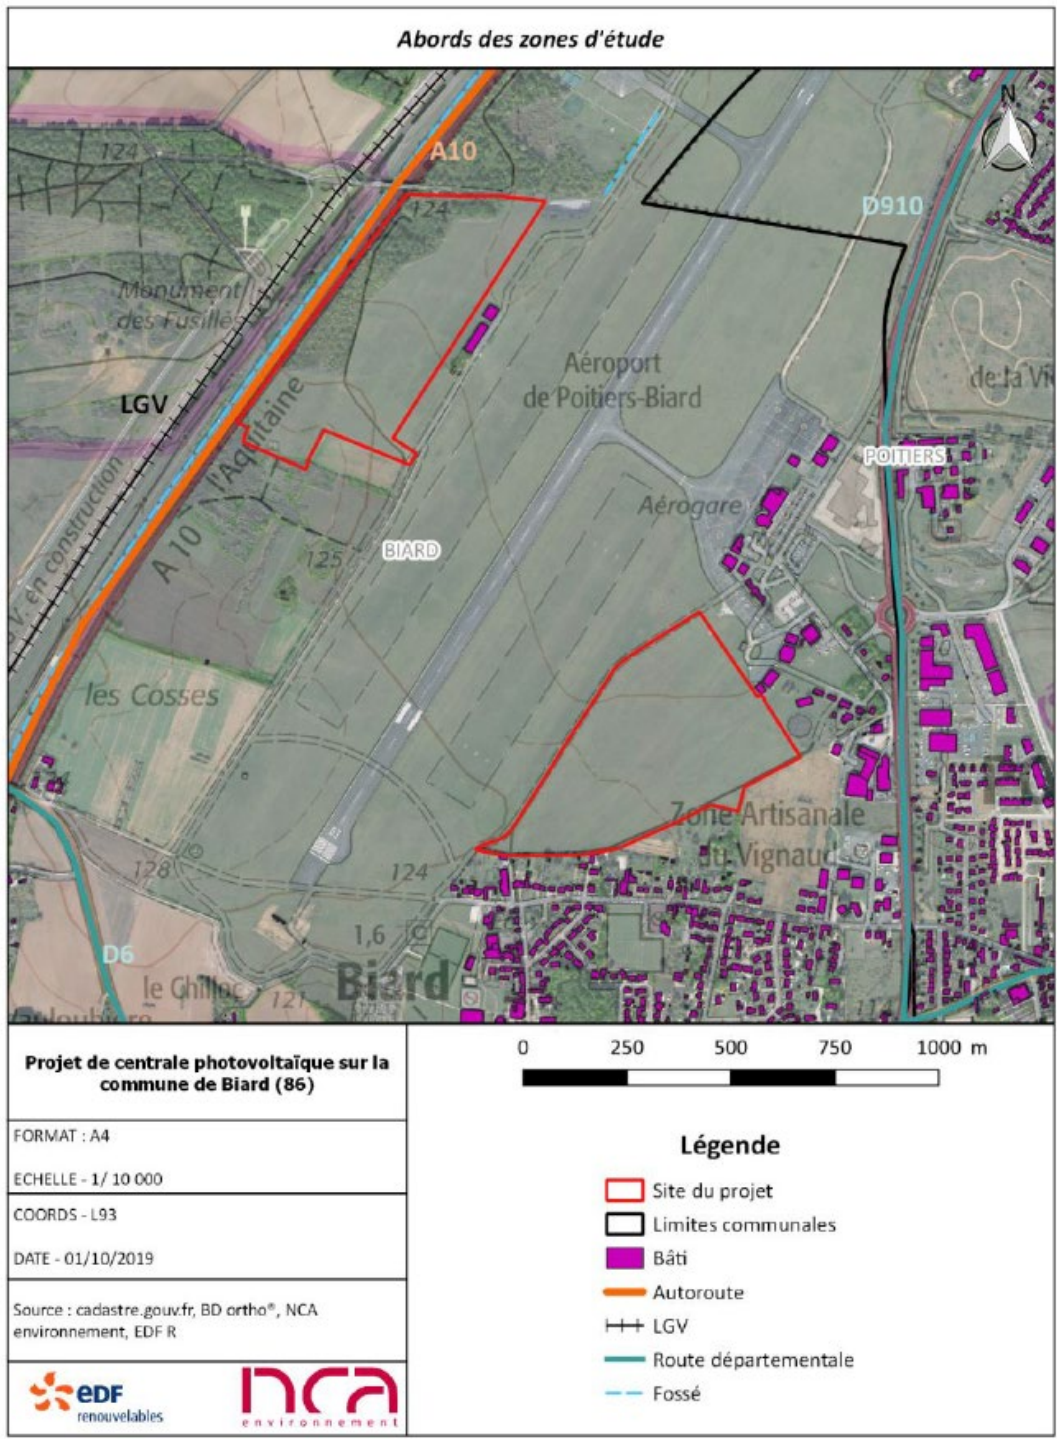 Abords des zones d'étude
N
124
A10
D910
124
Monument
des Fusillés
Aéroport
de Poitiers-Biard
de la
LGV
l'Aquitaine
POITIERS
Aérogare
en construction
A 10
125
BIARD
les Cosses
Zone Artisanale
du Vignaud
128
124
D6
1,6
le Chilloc
Biard
121
114
Projet de centrale photovoltaïque sur la
commune de Biard (86)
FORMAT : A4
ECHELLE - 1/ 10 000
COORDS - L93
DATE - 01/10/2019
Source : cadastre.gouv.fr, BD ortho®, NCA
environnement, EDF R
eDF
renouvelables
nca
environnement
0 250 500 750 1000 m
Légende
Site du projet
Limites communales
Bâti
Autoroute
LGV
Route départementale
Fossé